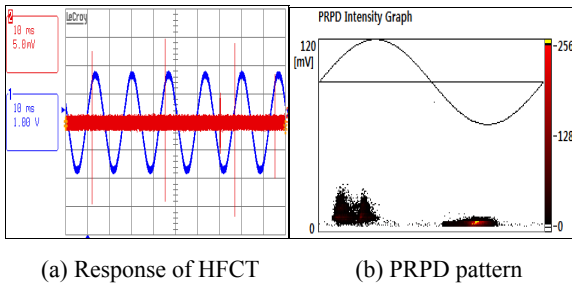 2
10 ms
5.0mV
1
10 ms
1.00 V
LeCroy
(a) Response of HFCT
PRPD Intensity Graph
120
[mV]
0
256
-128
-0
(b) PRPD pattern